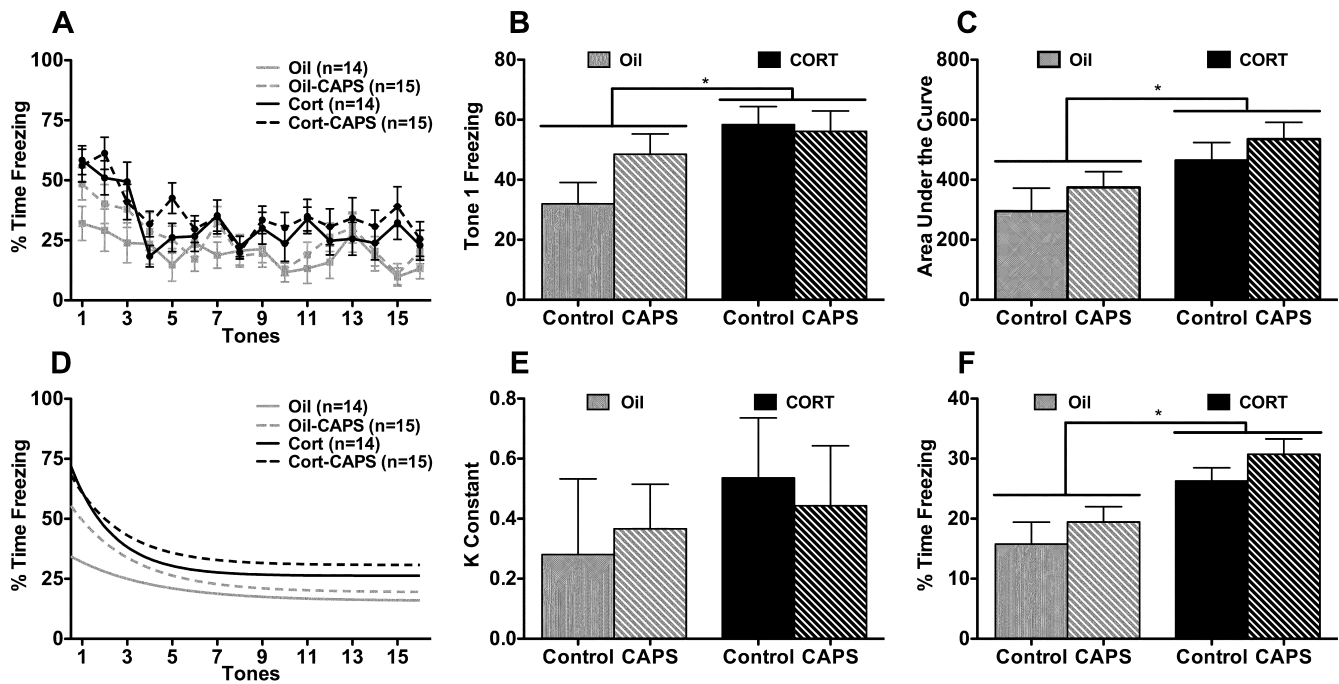 A
% Time Freezing
100
75
50
25
0
Oil (n=14)
Oil-CAPS (n=15)
Cort (n=14)
Cort-CAPS (n=15)
1 3 5 7 9 11 13 15
Tones
B
Tone 1 Freezing
80
60
40
20
0
Oil CORT
*
Control CAPS Control CAPS
C
Area Under the Curve
800
600
400
200
0
Oil CORT
*
Control CAPS Control CAPS
D
% Time Freezing
100
75
50
25
0
Oil (n=14)
Oil-CAPS (n=15)
Cort (n=14)
Cort-CAPS (n=15)
1 3 5 7 9 11 13 15
Tones
E
K Constant
0.8
0.6
0.4
0.2
0.0
Oil CORT
Control CAPS Control CAPS
F
% Time Freezing
40
30
20
10
0
Oil CORT
*
Control CAPS Control CAPS